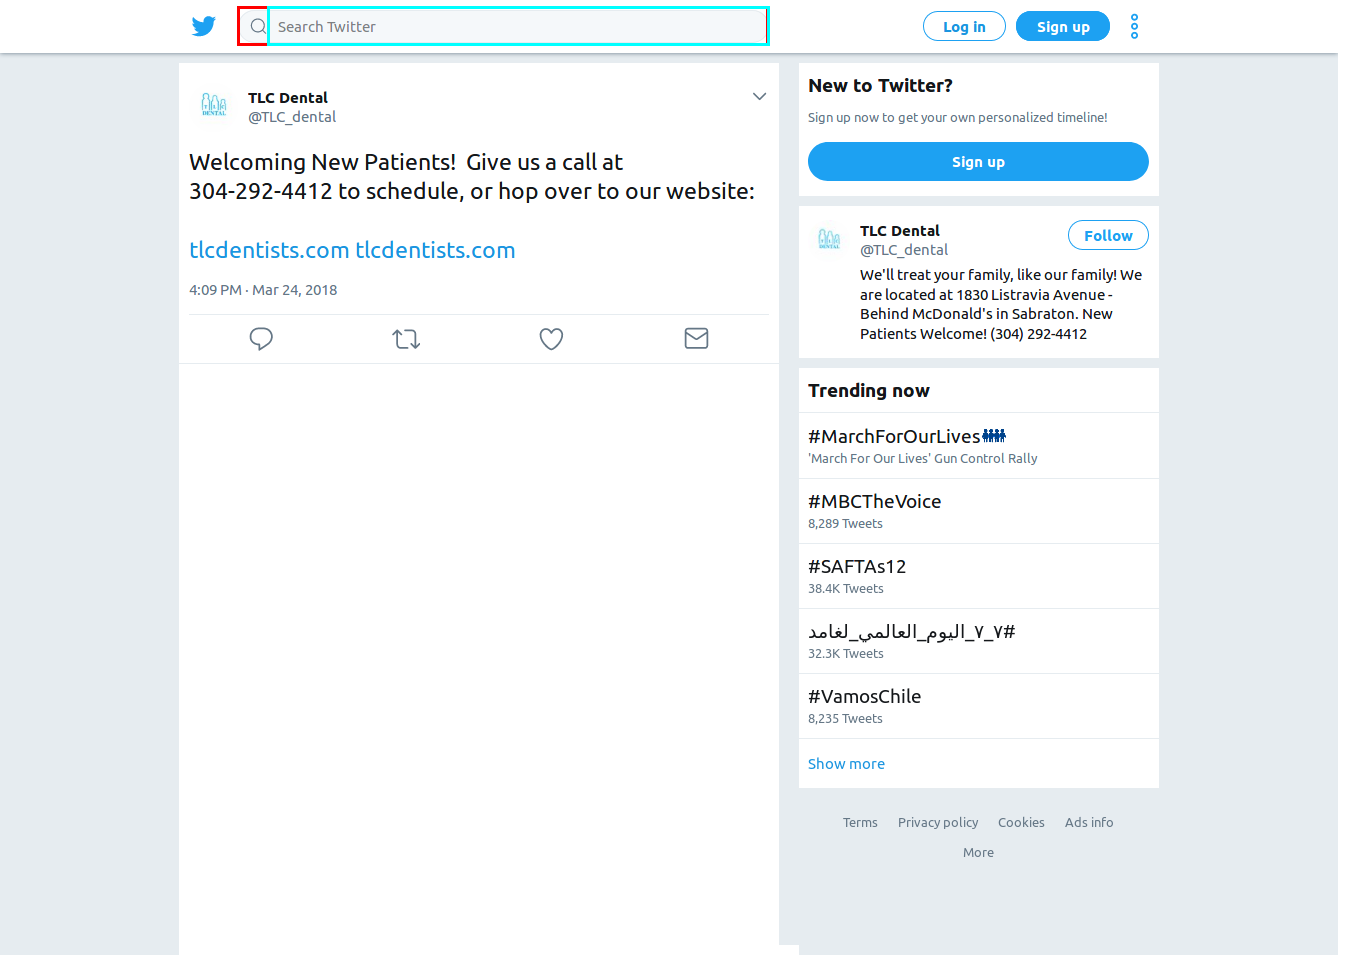 Search Twitter
Log in
Sign up
TLC Dental
@TLC_dental
Welcoming New Patients!  Give us a call at
304-292-4412 to schedule, or hop over to our website:
tlcdentists.com tlcdentists.com
4:09 PM · Mar 24, 2018
New to Twitter?
Sign up now to get your own personalized timeline!
Sign up
TLC Dental
@TLC_dental
Follow
We'll treat your family, like our family! We
are located at 1830 Listravia Avenue -
Behind McDonald's in Sabraton. New
Patients Welcome! (304) 292-4412
Trending now
#MarchForOurLives
'March For Our Lives' Gun Control Rally
#MBCTheVoice
8,289 Tweets
#SAFTAs12
38.4K Tweets
#٧_٧_اليوم_العالمي_لغامد
32.3K Tweets
#VamosChile
8,235 Tweets
Show more
Terms
Privacy policy
Cookies
Ads info
More